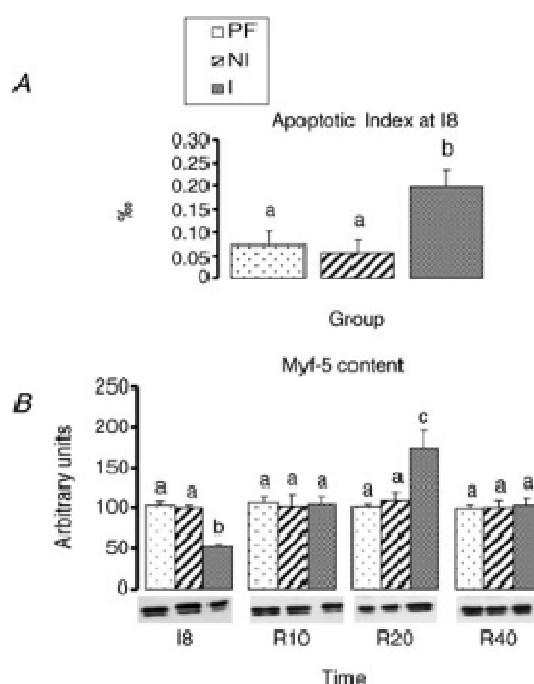 PF
NI
I
A
Apoptotic Index at I8
0.30
0.25
0.20
0.15
0.10
0.05
0
‰
a
a
b
Group
Myf-5 content
B
250
200
150
100
50
0
Arbitrary units
a a b
a a a
a a c
a a a
I8 R10 R20 R40
Time